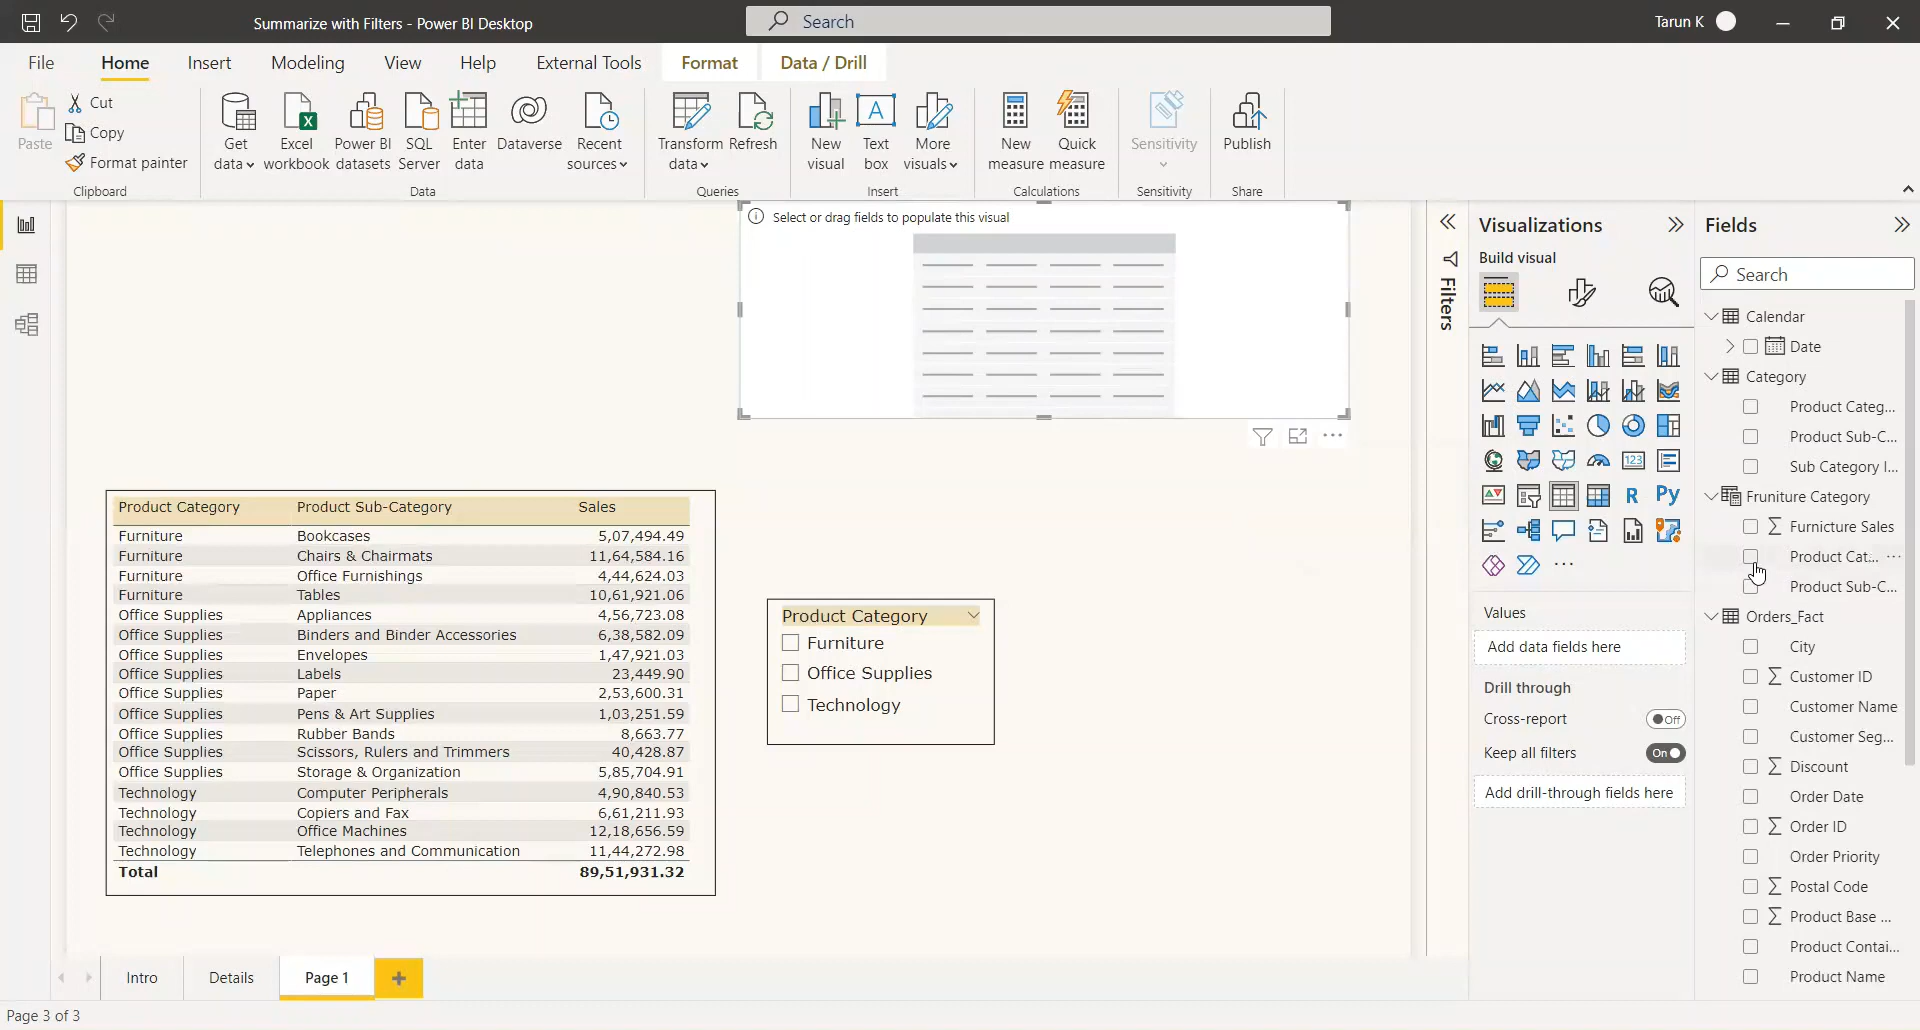 Summarize with Filters - Power BI Desktop
Search
Tarun K
File
Home
Insert
Modeling
View
Help
External Tools
Format
Data / Drill
Paste
Cut
Copy
Format painter
Clipboard
Get data
Excel workbook
Power BI datasets
SQL Server
Enter data
Dataverse
Recent sources
Data
Transform data
Refresh
Queries
New visual
Text box
More visuals
Insert
New measure
Quick measure
Calculations
Sensitivity
Sensitivity
Publish
Share
Select or drag fields to populate this visual
Product Category Product Sub-Category Sales
Furniture Bookcases 5,07,494.49
Furniture Chairs & Chairmats 11,64,584.16
Furniture Office Furnishings 4,44,624.03
Furniture Tables 10,61,921.06
Office Supplies Appliances 4,56,723.08
Office Supplies Binders and Binder Accessories 6,38,582.09
Office Supplies Envelopes 1,47,921.03
Office Supplies Labels 23,449.90
Office Supplies Paper 2,53,600.31
Office Supplies Pens & Art Supplies 1,03,251.59
Office Supplies Rubber Bands 8,663.77
Office Supplies Scissors, Rulers and Trimmers 40,428.87
Office Supplies Storage & Organization 5,85,704.91
Technology Computer Peripherals 4,90,840.53
Technology Copiers and Fax 6,61,211.93
Technology Office Machines 12,18,656.59
Technology Telephones and Communication 11,44,272.98
Total 89,51,931.32
Product Category
Furniture
Office Supplies
Technology
Filters
Visualizations
Build visual
123
R
Py
Values
Add data fields here
Drill through
Cross-report Off
Keep all filters On
Add drill-through fields here
Fields
Search
Calendar
Date
Category
Product Categ...
Product Sub-C...
Sub Category I...
Fruniture Category
Furnicture Sales
Product Cat... ...
Product Sub-C...
Orders_Fact
City
Customer ID
Customer Name
Customer Seg...
Discount
Order Date
Order ID
Order Priority
Postal Code
Product Base ...
Product Contai...
Product Name
Intro
Details
Page 1
Page 3 of 3